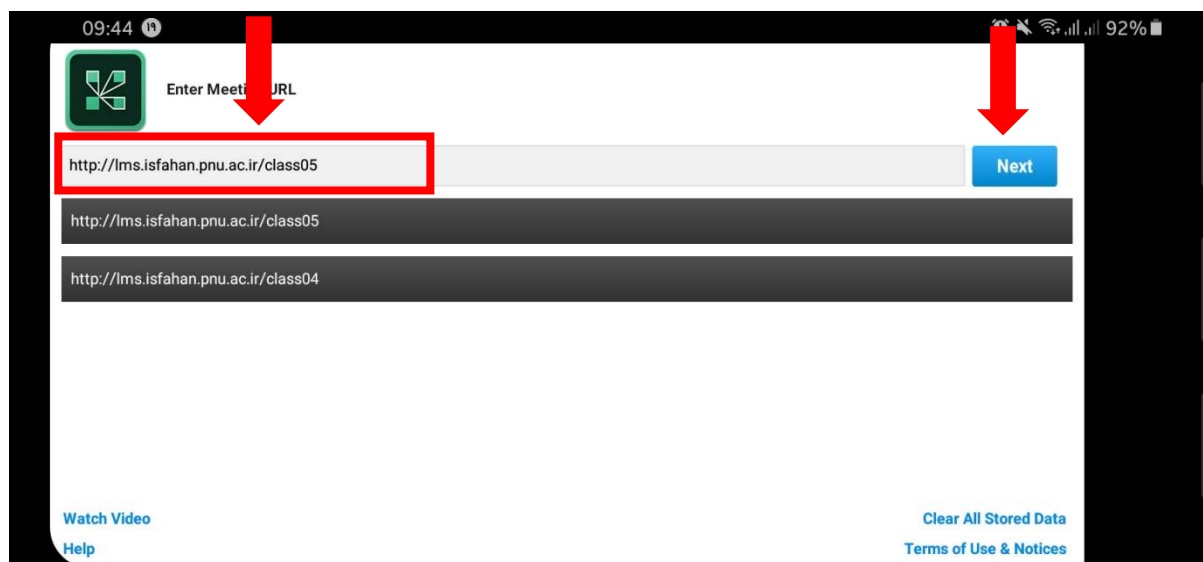 09:44 ۱۹ 92%
Enter Meeti URL
http://lms.isfahan.pnu.ac.ir/class05
Next
http://lms.isfahan.pnu.ac.ir/class05
http://lms.isfahan.pnu.ac.ir/class04
Watch Video
Clear All Stored Data
Help
Terms of Use & Notices